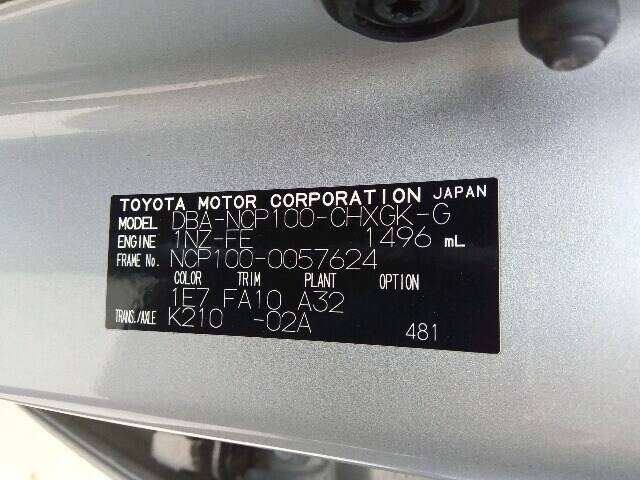 TOYOTA MOTOR CORPORATION JAPAN
MODEL DBA-NCP100-CHXGK-G
ENGINE 1NZ-FE 1496 mL
FRAME No. NCP100-0057624
COLOR TRIM PLANT OPTION
1E7 FA10 A32
TRANS./AXLE K210 -02A
481